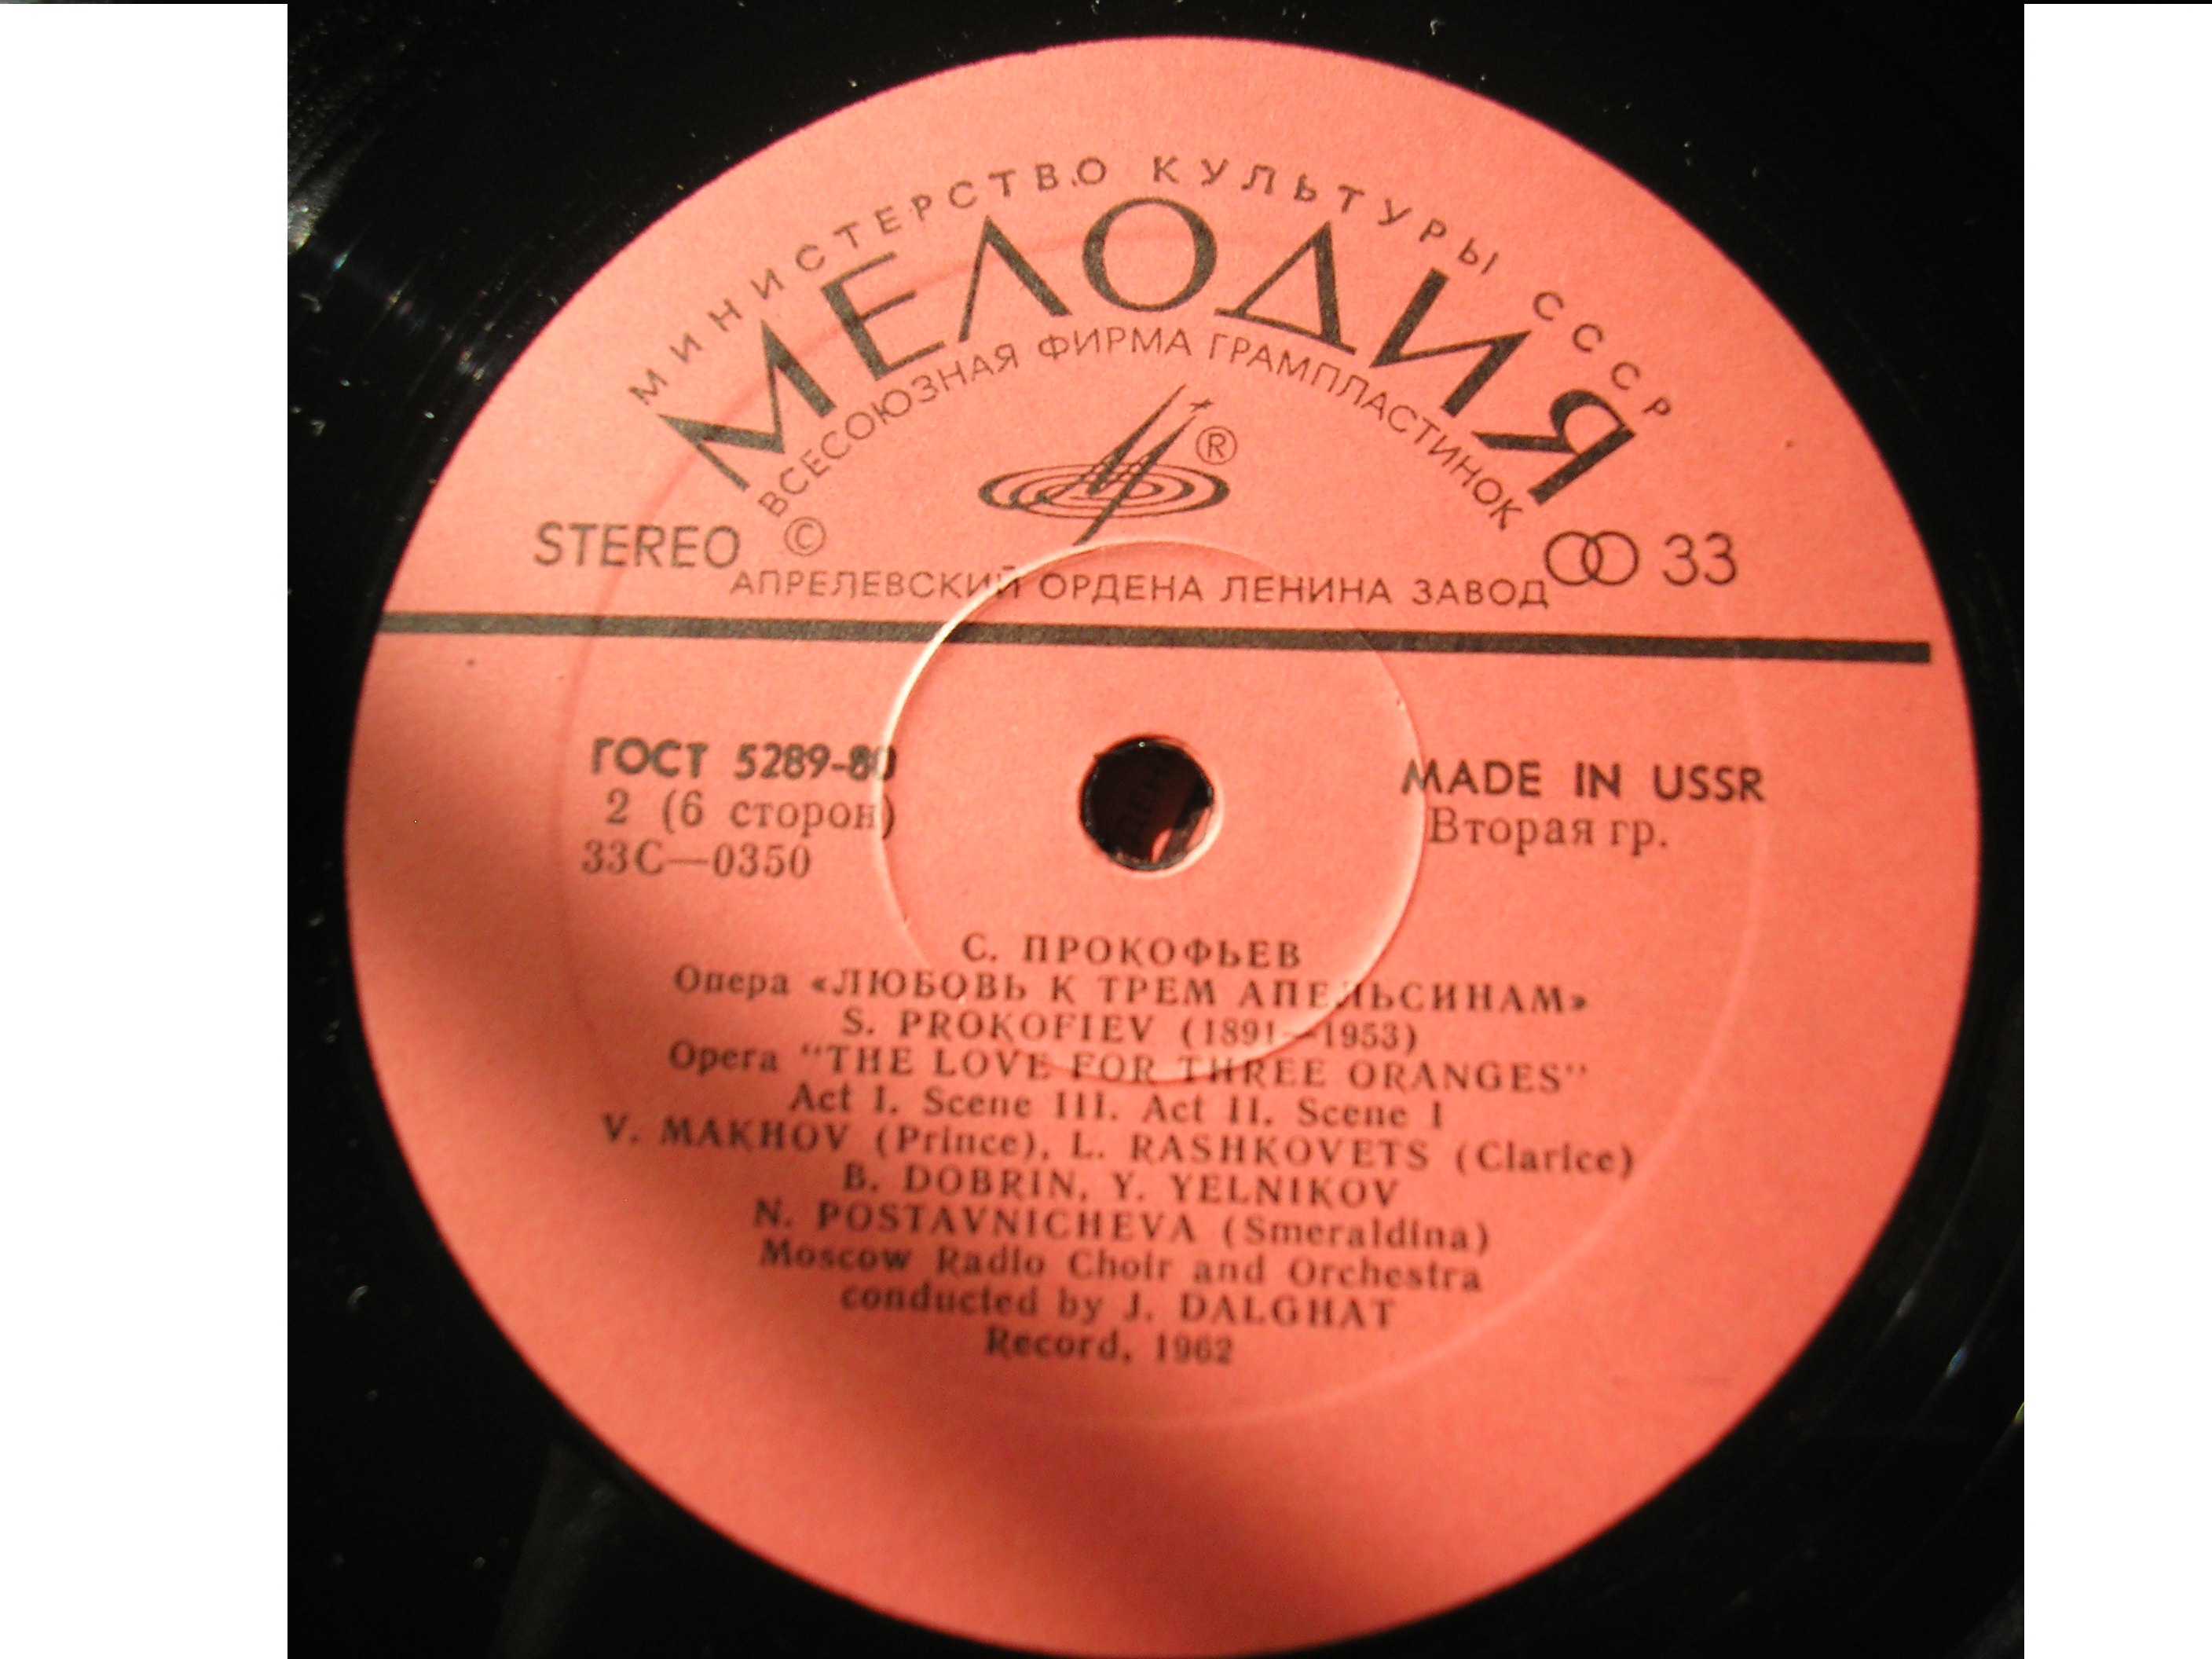 МИНИСТЕРСТВО КУЛЬТУРЫ СССР
МЕЛОДИЯ
ВСЕСОЮЗНАЯ ФИРМА ГРАМПЛАСТИНОК
®
STEREO © 33
АПРЕЛЕВСКИЙ ОРДЕНА ЛЕНИНА ЗАВОД
ГОСТ 5289-80 MADE IN USSR
2 (6 сторон) Вторая гр.
33С—0350
С. ПРОКОФЬЕВ
Опера «ЛЮБОВЬ К ТРЕМ АПЕЛЬСИНАМ»
S. PROKOFIEV (1891—1953)
Opera "THE LOVE FOR THREE ORANGES"
Act I. Scene III. Act II. Scene I
V. MAKHOV (Prince), L. RASHKOVETS (Clarice)
B. DOBRIN, Y. YELNIKOV
N. POSTAVNICHEVA (Smeraldina)
Moscow Radio Choir and Orchestra
conducted by J. DALGHAT
Record, 1962